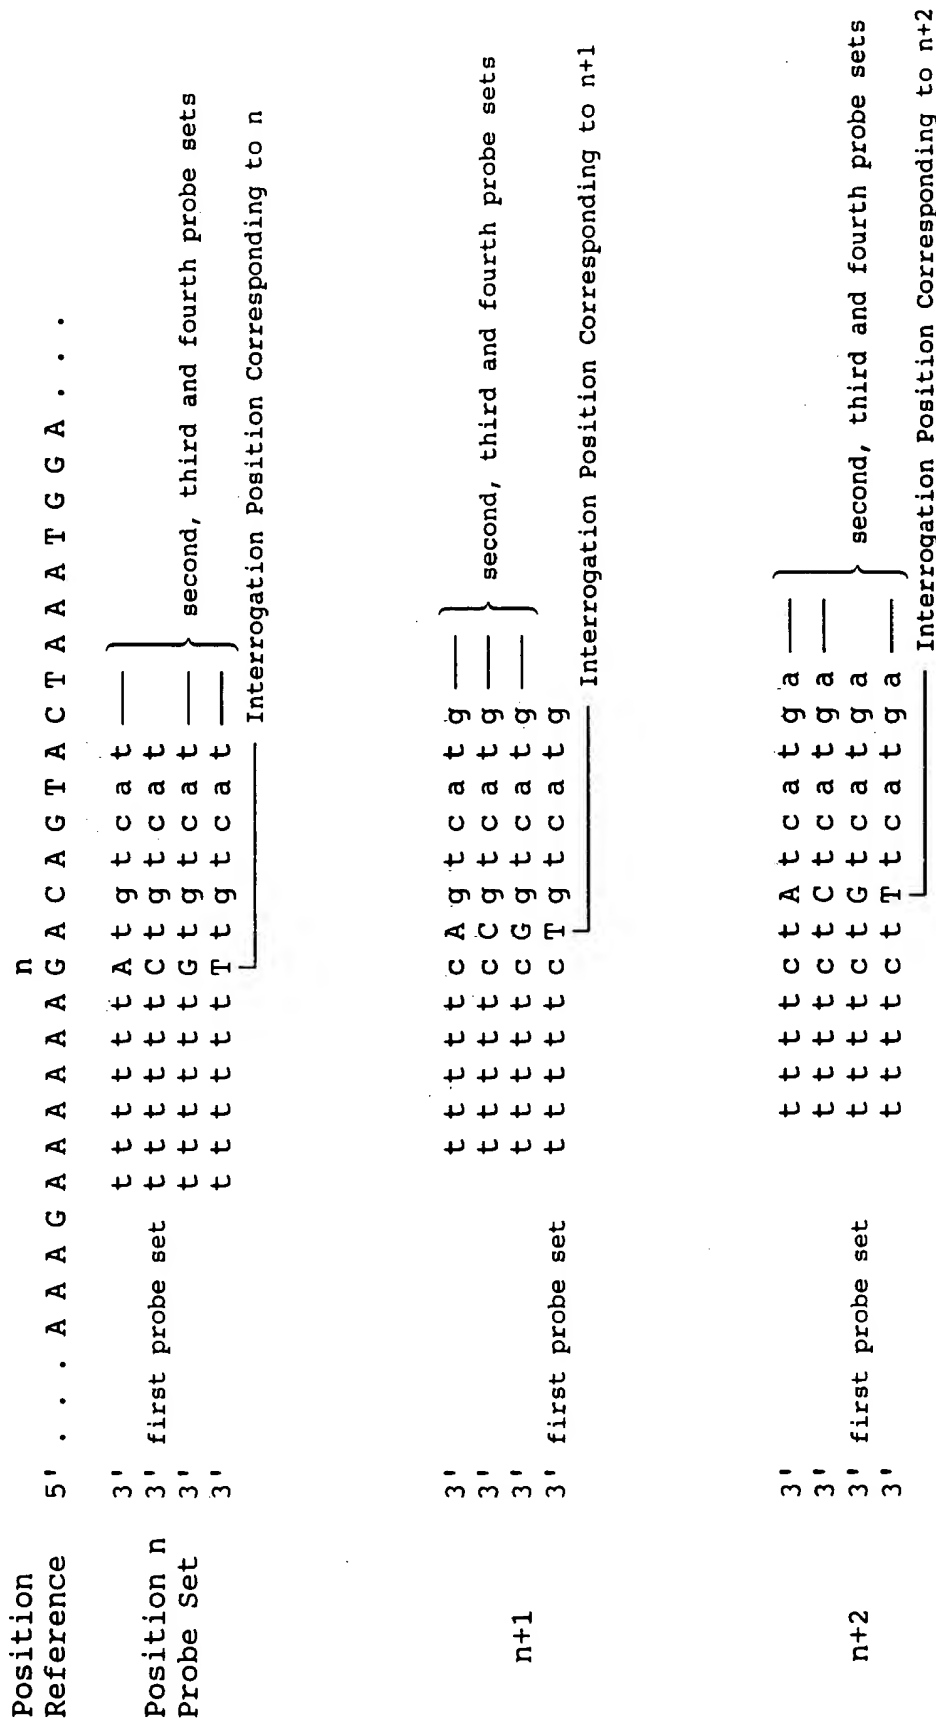 Position n
Reference 5' . . . A A A G A A A A A A G A C A G T A C T A A A T G G A . . .
3' t t t t t t A t g t c a t
Position n 3' first probe set t t t t t t C t g t c a t
Probe Set 3' t t t t t t G t g t c a t second, third and fourth probe sets
3' t t t t t t T t g t c a t
Interrogation Position Corresponding to n
3' t t t t t c A g t c a t g
3' t t t t t c C g t c a t g second, third and fourth probe sets
n+1 3' t t t t t c G g t c a t g
3' first probe set t t t t t c T g t c a t g
Interrogation Position Corresponding to n+1
3' t t t t c t A t c a t g a
3' t t t t c t C t c a t g a
n+2 3' first probe set t t t t c t G t c a t g a second, third and fourth probe sets
3' t t t t c t T t c a t g a
Interrogation Position Corresponding to n+2